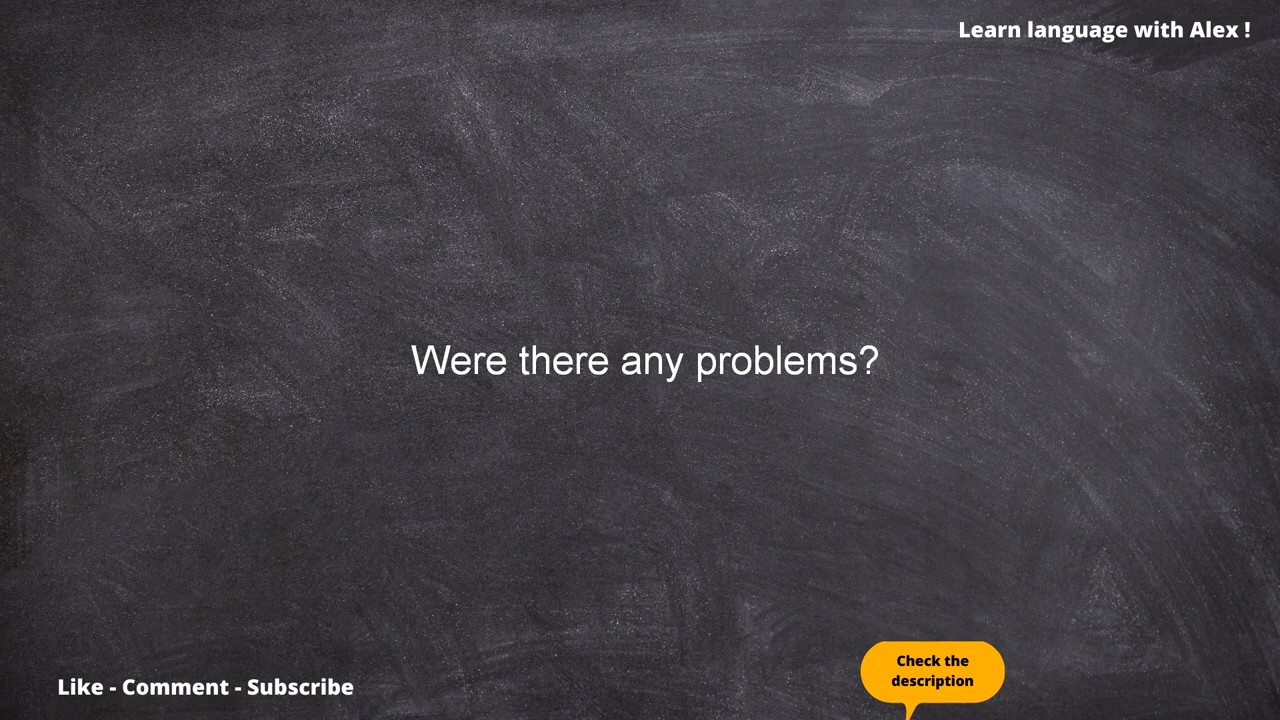 Learn language with Alex !
Were there any problems?
Check the
description
Like - Comment - Subscribe